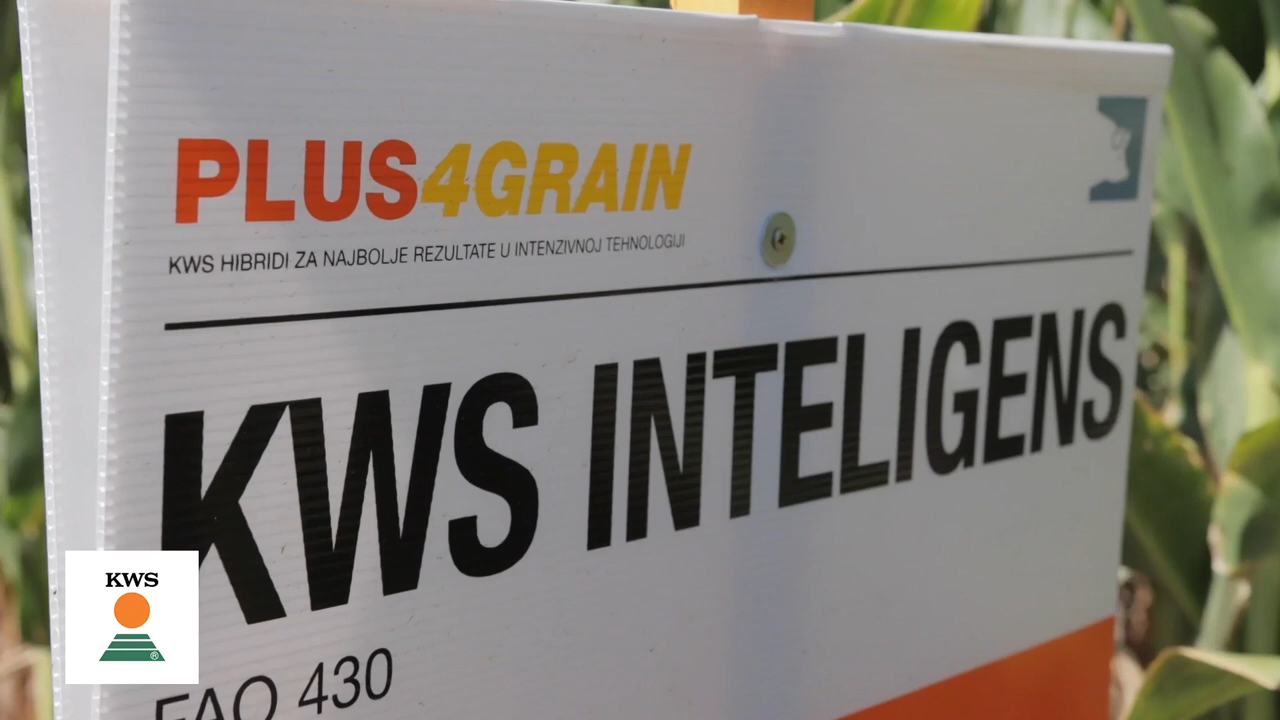 PLUS4GRAIN
KWS HIBRIDI ZA NAJBOLJE REZULTATE U INTENZIVNOJ TEHNOLOGIJI
KWS INTELIGENS
FAO 430
KWS
®